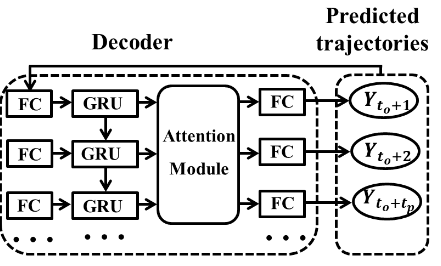 Decoder
Predicted
trajectories
FC GRU FC Y_{t_o+1}
Attention
Module
FC GRU FC Y_{t_o+2}
FC GRU FC Y_{t_o+t_p}
• • • • • • • • •